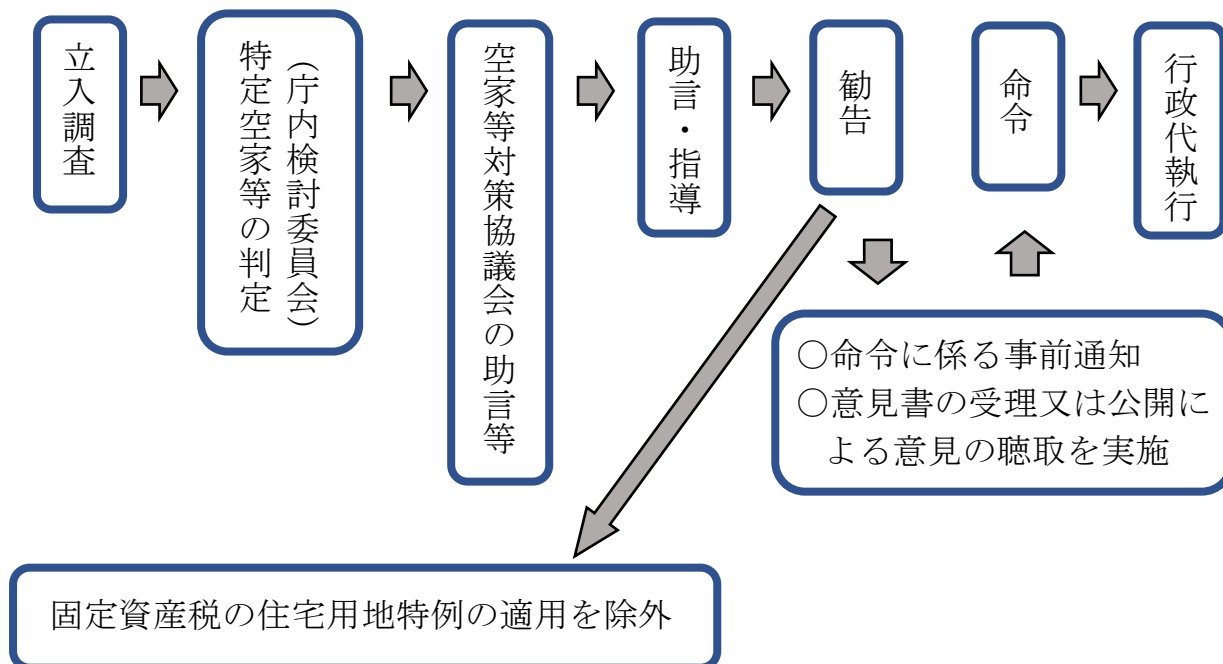 立入調査
特定空家等の判定
（庁内検討委員会）
空家等対策協議会の助言等
助言・指導
勧告
命令
行政代執行
○命令に係る事前通知
○意見書の受理又は公開に
よる意見の聴取を実施
固定資産税の住宅用地特例の適用を除外